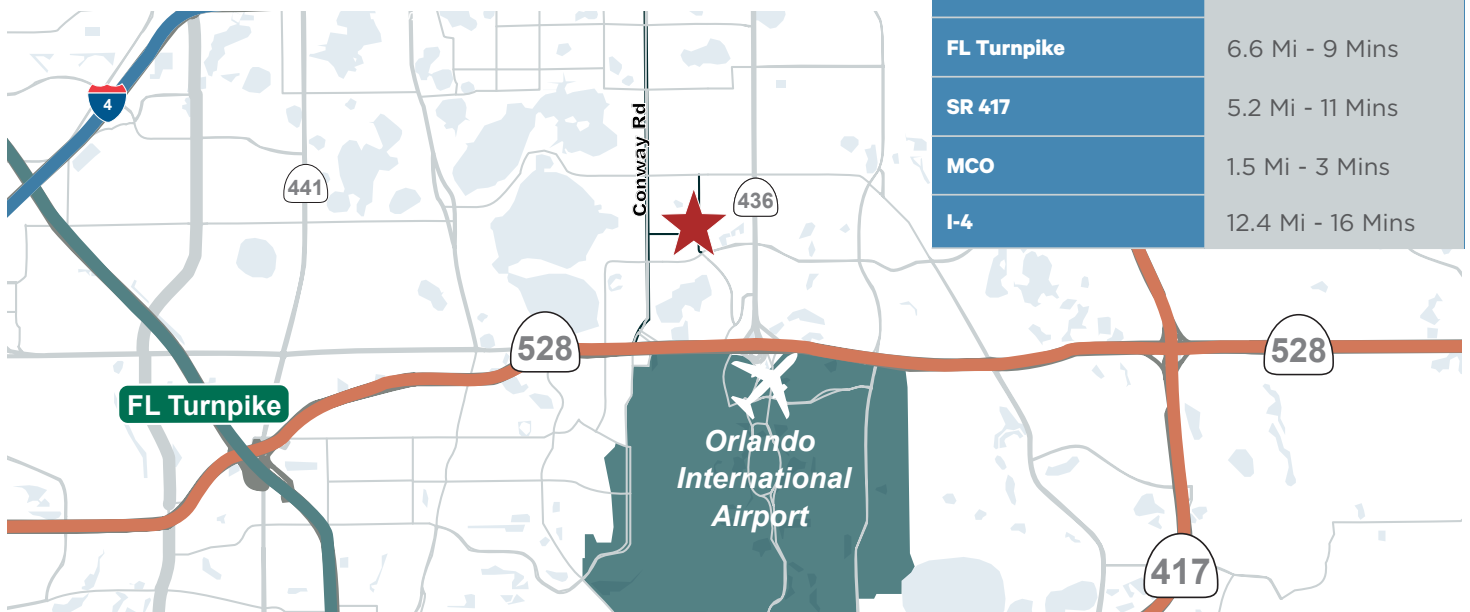 FL Turnpike 6.6 Mi - 9 Mins
SR 417 5.2 Mi - 11 Mins
MCO 1.5 Mi - 3 Mins
I-4 12.4 Mi - 16 Mins
4
Conway Rd
441
436
528
528
FL Turnpike
Orlando
International
Airport
417